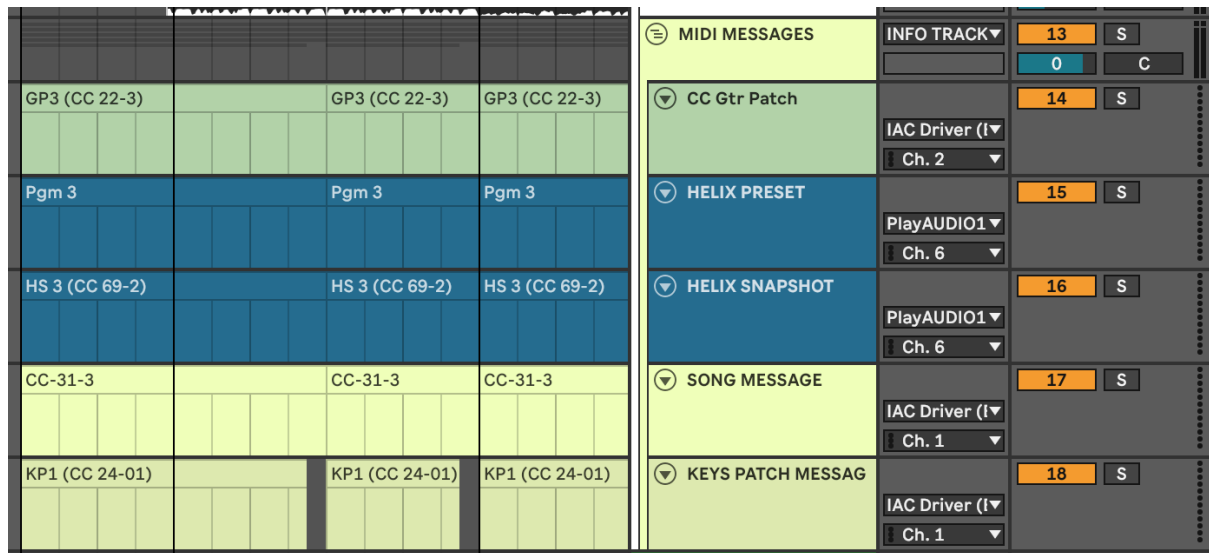 MIDI MESSAGES INFO TRACK 13 S
0 C
GP3 (CC 22-3) GP3 (CC 22-3) GP3 (CC 22-3) CC Gtr Patch 14 S
IAC Driver (I
Ch. 2
Pgm 3 Pgm 3 Pgm 3 HELIX PRESET 15 S
PlayAUDIO1
Ch. 6
HS 3 (CC 69-2) HS 3 (CC 69-2) HS 3 (CC 69-2) HELIX SNAPSHOT 16 S
PlayAUDIO1
Ch. 6
CC-31-3 CC-31-3 CC-31-3 SONG MESSAGE 17 S
IAC Driver (I
Ch. 1
KP1 (CC 24-01) KP1 (CC 24-01) KP1 (CC 24-01) KEYS PATCH MESSAG 18 S
IAC Driver (I
Ch. 1